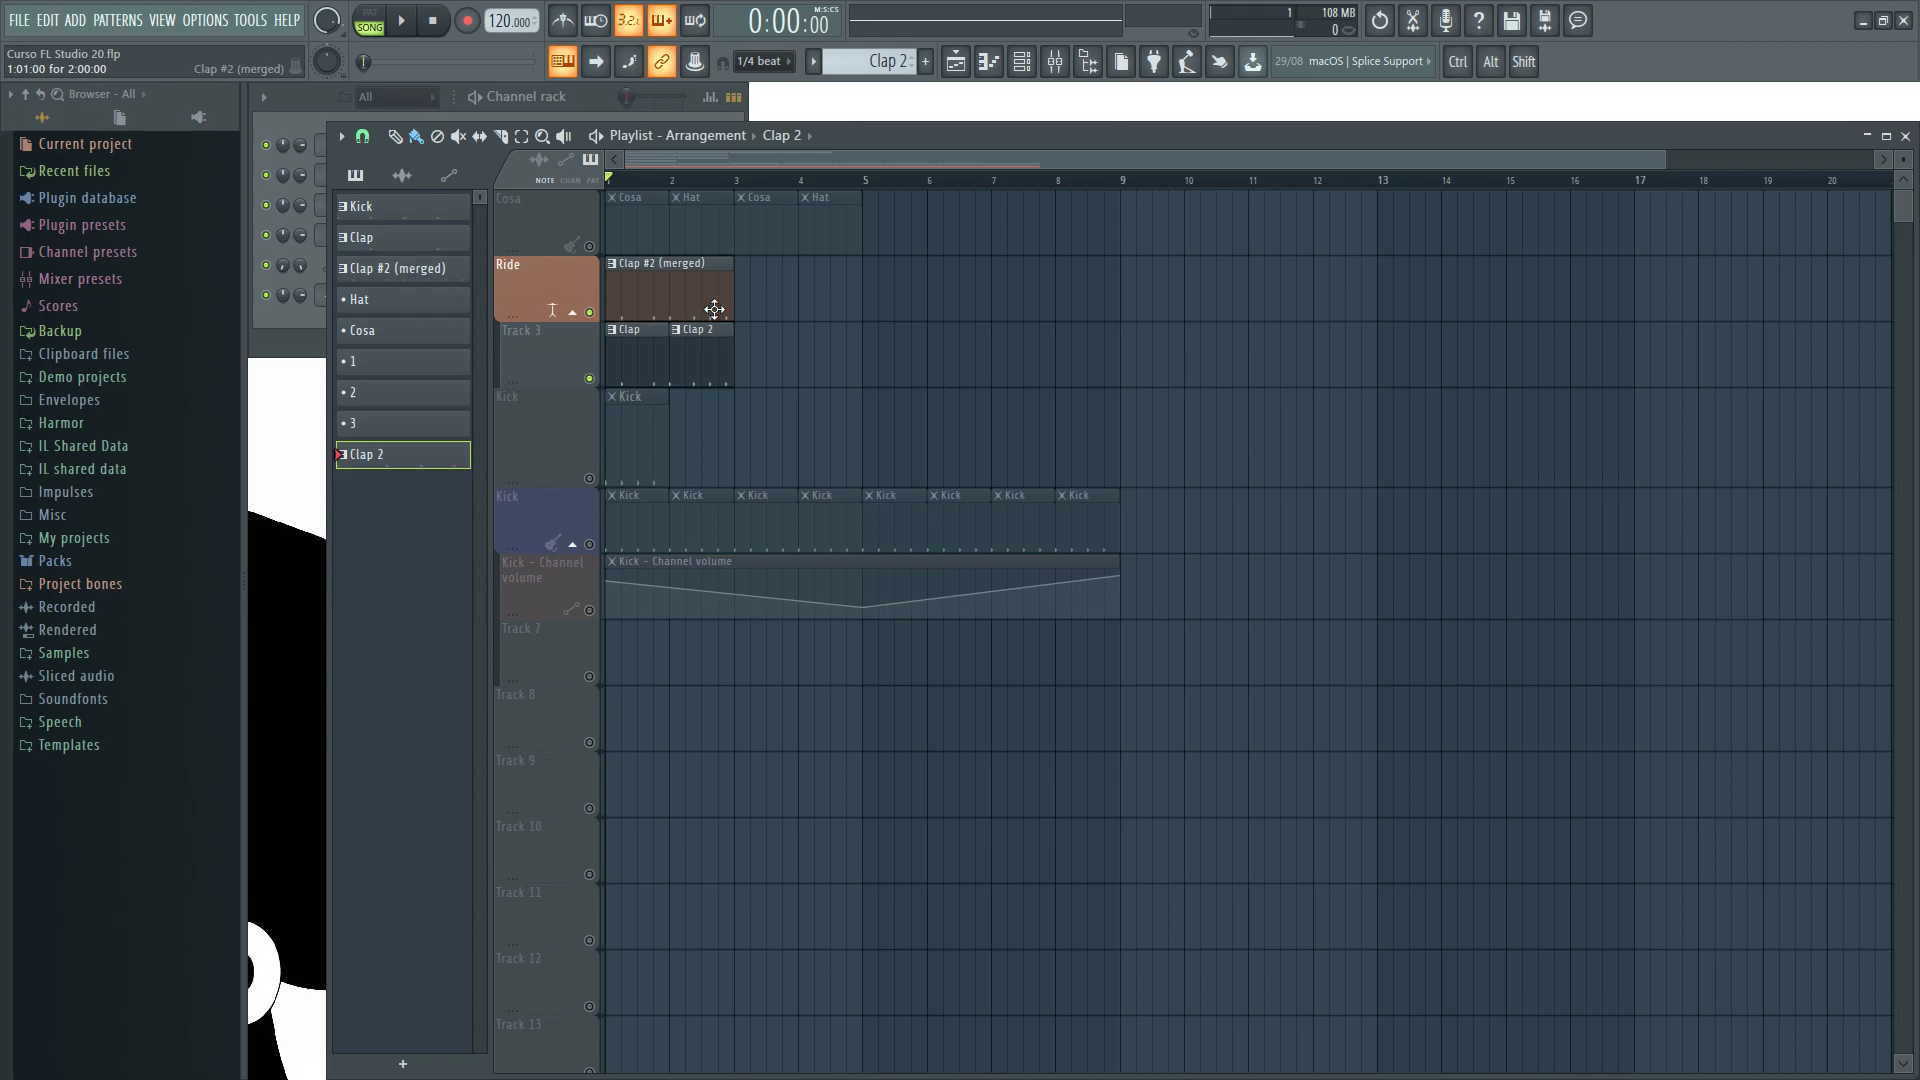 FILE EDIT ADD PATTERNS VIEW OPTIONS TOOLS HELP
PAT
SONG
120.000
3.2.
0:00:00
M:S:CS
1
108 MB
0
Curso FL Studio 20.flp
1:01:00 for 2:00:00
Clap #2 (merged)
1/4 beat
Clap 2
29/08 macOS | Splice Support
Ctrl
Alt
Shift
Browser - All
All
Channel rack
Current project
Recent files
Plugin database
Plugin presets
Channel presets
Mixer presets
Scores
Backup
Clipboard files
Demo projects
Envelopes
Harmor
IL Shared Data
IL shared data
Impulses
Misc
My projects
Packs
Project bones
Recorded
Rendered
Samples
Sliced audio
Soundfonts
Speech
Templates
Playlist - Arrangement
Clap 2
Kick
Clap
Clap #2 (merged)
Hat
Cosa
1
2
3
Clap 2
+
NOTE CHAN PAT
1 2 3 4 5 6 7 8 9 10 11 12 13 14 15 16 17 18 19 20
Cosa
Cosa Hat Cosa Hat
Ride
Clap #2 (merged)
Track 3
Clap Clap 2
Kick
Kick
Kick
Kick Kick Kick Kick Kick Kick Kick Kick
Kick - Channel
volume
Kick - Channel volume
Track 7
Track 8
Track 9
Track 10
Track 11
Track 12
Track 13